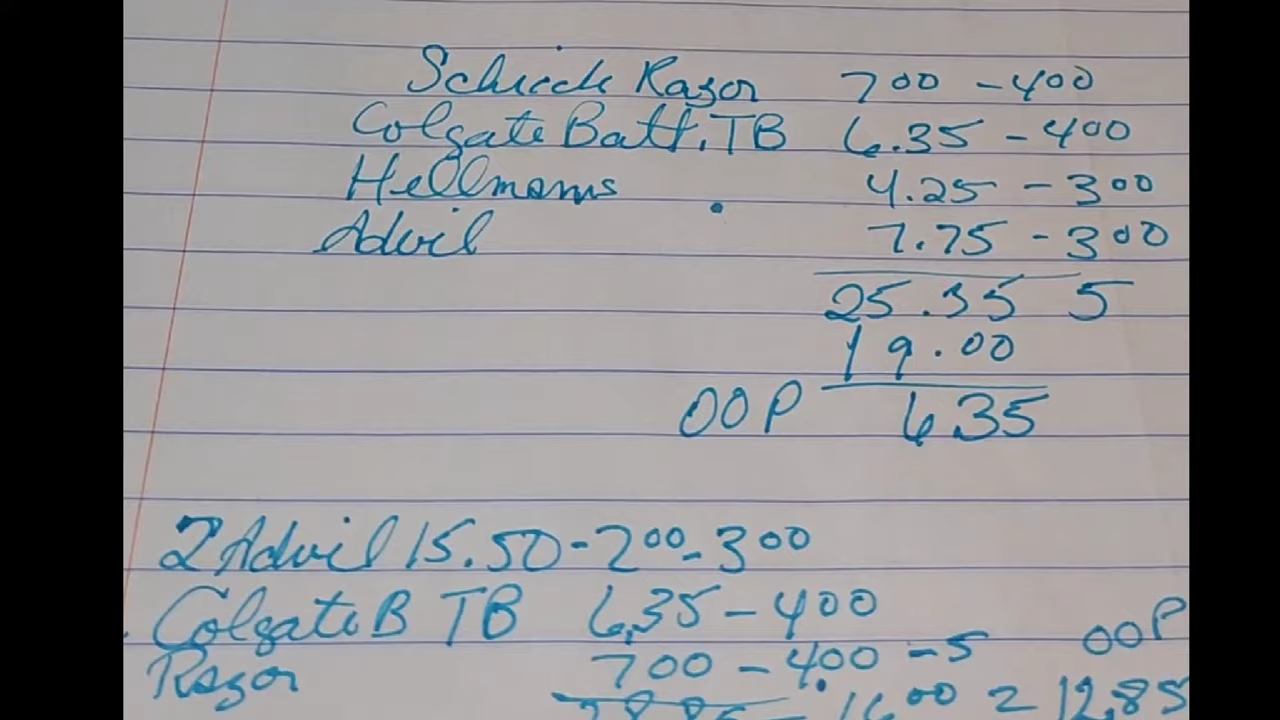 Schick Razor 700 - 400
Colgate Batt. TB 6.35 - 400
Hellmans 4.25 - 300
Advil 7.75 - 300
25.35 5
19.00
OOP 6.35
2 Advil 15.50 - 200 - 300
Colgate B TB 6.35 - 400
OOP
Razor 700 - 400 - 5
28.85 - 16.00 = 12.85